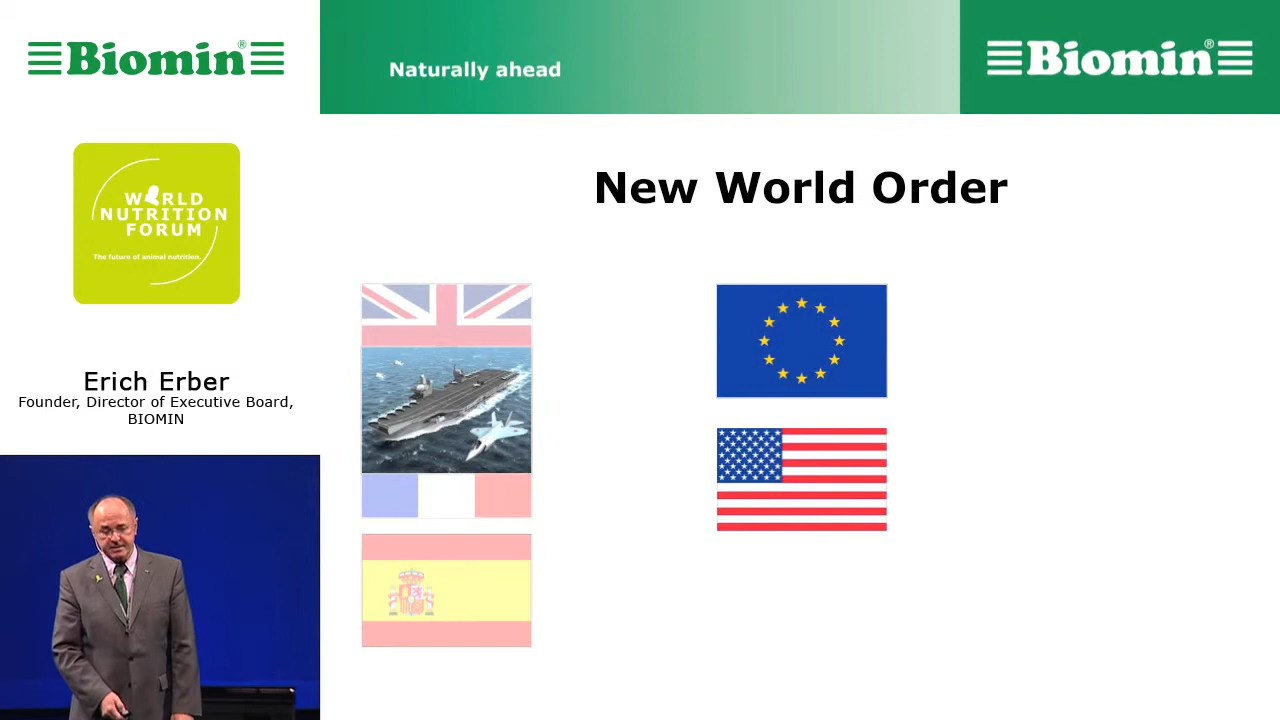 Biomin®
Naturally ahead
Biomin®
WORLD
NUTRITION
FORUM
The future of animal nutrition.
New World Order
Erich Erber
Founder, Director of Executive Board,
BIOMIN